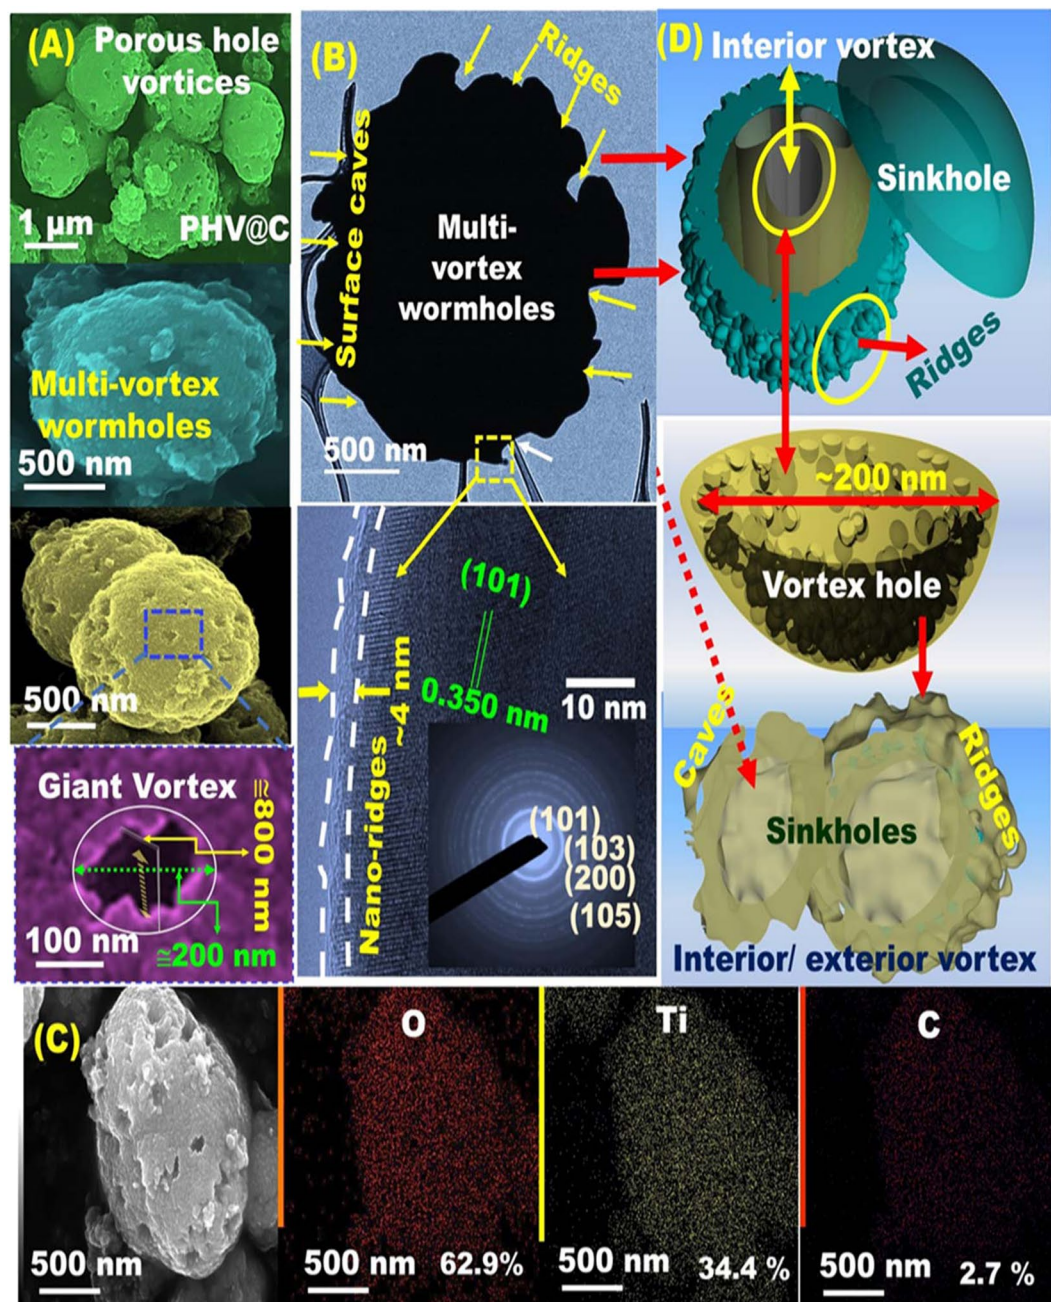 (A)
Porous hole
vortices
1 µm
PHV@C
Multi-vortex
wormholes
500 nm
500 nm
Giant Vortex
≅800 nm
100 nm
≅200 nm
(B)
Ridges
Surface caves
Multi-
vortex
wormholes
500 nm
(101)
0.350 nm
10 nm
~4 nm
Nano-ridges
(101)
(103)
(200)
(105)
(D)
Interior vortex
Sinkhole
Ridges
~200 nm
Vortex hole
Caves
Ridges
Sinkholes
Interior/ exterior vortex
(C)
500 nm
O
500 nm
62.9%
Ti
500 nm
34.4 %
C
500 nm
2.7 %